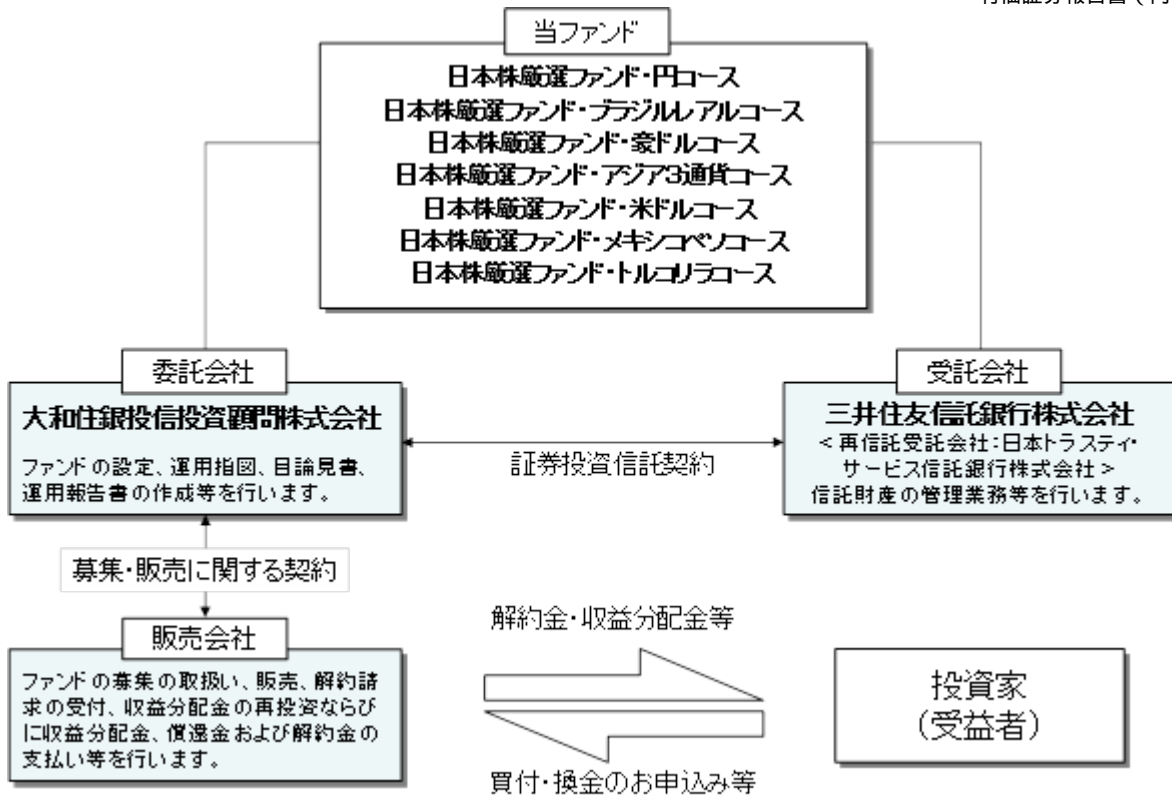 当ファンド
日本株厳選ファンド・円コース
日本株厳選ファンド・ブラジルレアルコース
日本株厳選ファンド・豪ドルコース
日本株厳選ファンド・アジア3通貨コース
日本株厳選ファンド・米ドルコース
日本株厳選ファンド・メキシコペソコース
日本株厳選ファンド・トルコリラコース
委託会社
大和住銀投信投資顧問株式会社
ファンドの設定、運用指図、目論見書、
運用報告書の作成等を行います。
証券投資信託契約
受託会社
三井住友信託銀行株式会社
<再信託受託会社:日本トラスティ・
サービス信託銀行株式会社>
信託財産の管理業務等を行います。
募集・販売に関する契約
販売会社
ファンドの募集の取扱い、販売、解約請
求の受付、収益分配金の再投資ならび
に収益分配金、償還金および解約金の
支払い等を行います。
解約金・収益分配金等
買付・換金のお申込み等
投資家
(受益者)